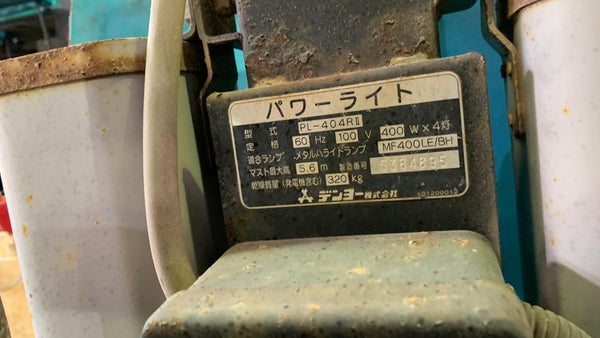 パワーライト
型式 PL-404RⅡ
定格 60 Hz 100 V 400 W×4灯
適合ランプ メタルハライドランプ MF400LE/BH
マスト最大高 5.6 m 製造番号 5384895
乾燥質量(発電機含む) 320 kg
デンヨー株式会社